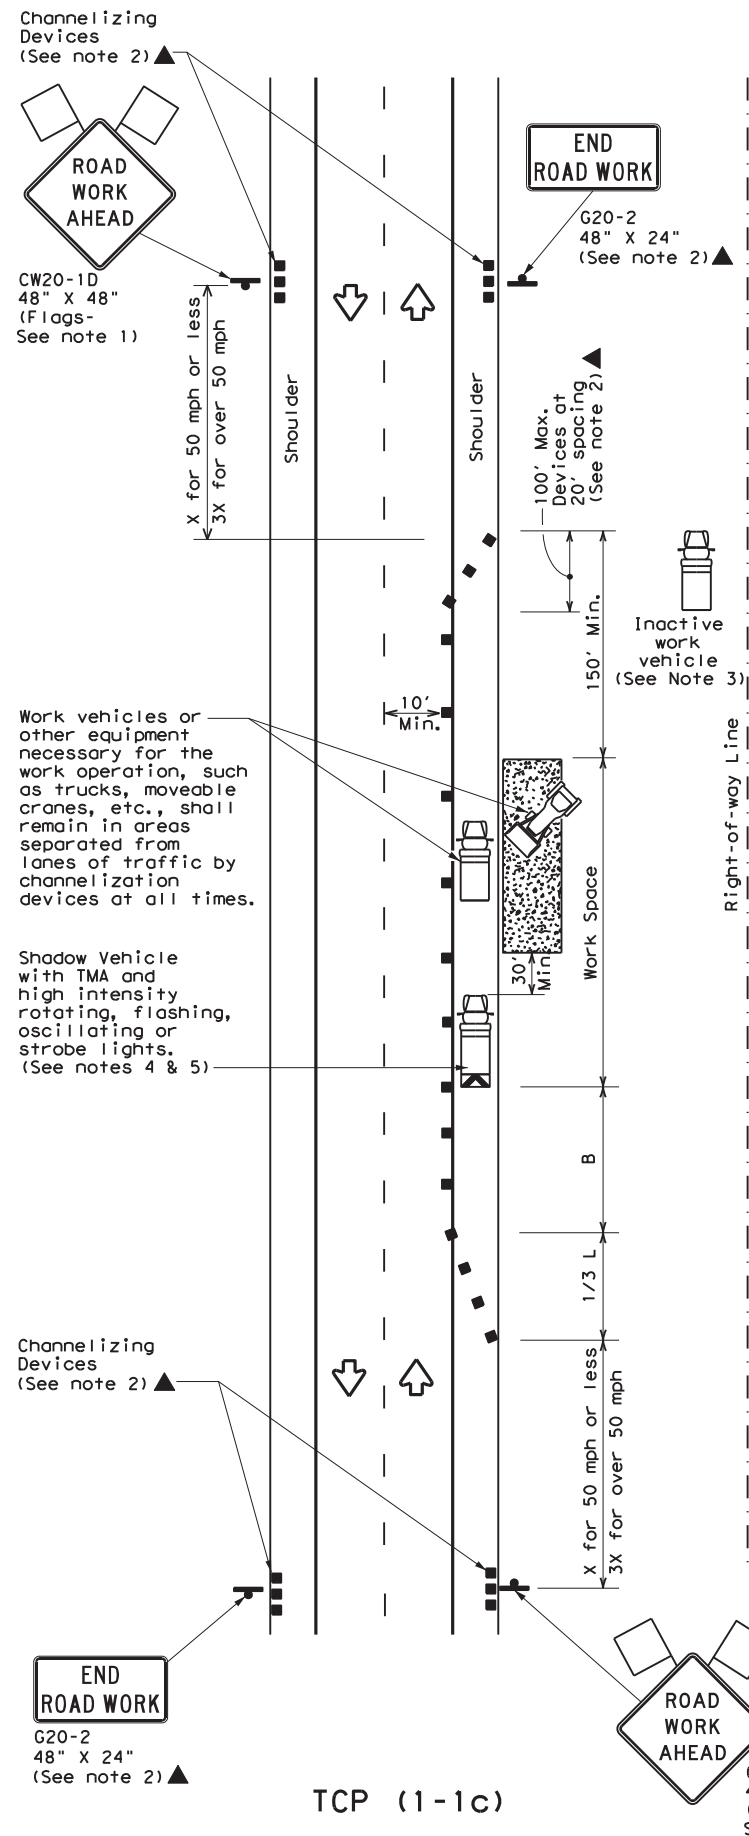 Channelizing
Devices
(See note 2)
ROAD
WORK
AHEAD
CW20-1D
48" X 48"
(Flags-
See note 1)
END
ROAD WORK
G20-2
48" X 24"
(See note 2)
X for 50 mph or less
3X for over 50 mph
Shoulder
Shoulder
100' Max.
Devices at
20' spacing
(See note 2)
150' Min.
Inactive
work
vehicle
(See Note 3)
10'
Min.
Work vehicles or
other equipment
necessary for the
work operation, such
as trucks, moveable
cranes, etc., shall
remain in areas
separated from
lanes of traffic by
channelization
devices at all times.
Right-of-way Line
Work Space
30'
Min.
Shadow Vehicle
with TMA and
high intensity
rotating, flashing,
oscillating or
strobe lights.
(See notes 4 & 5)
B
1/3 L
Channelizing
Devices
(See note 2)
X for 50 mph or less
3X for over 50 mph
END
ROAD WORK
G20-2
48" X 24"
(See note 2)
ROAD
WORK
AHEAD
TCP (1-1c)